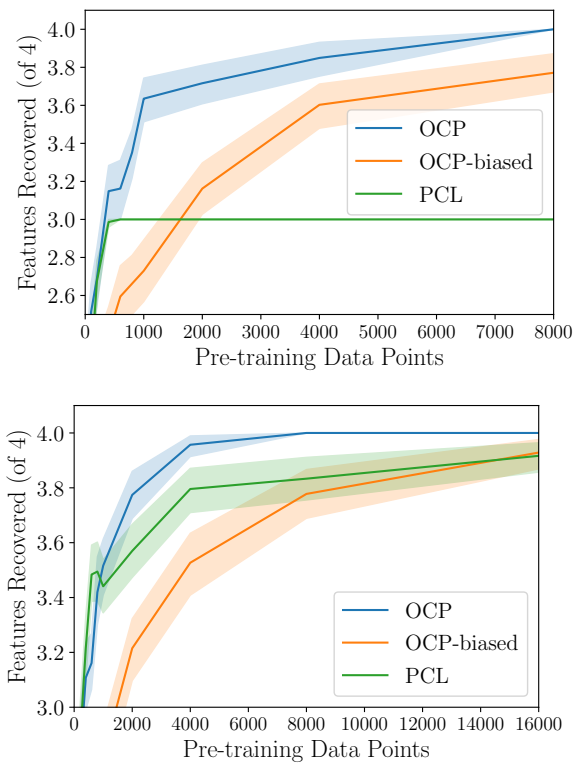 4.0
3.8
3.6
3.4
3.2
3.0
2.8
2.6
Features Recovered (of 4)
OCP
OCP-biased
PCL
0 1000 2000 3000 4000 5000 6000 7000 8000
Pre-training Data Points
4.0
3.8
3.6
3.4
3.2
3.0
Features Recovered (of 4)
OCP
OCP-biased
PCL
0 2000 4000 6000 8000 10000 12000 14000 16000
Pre-training Data Points